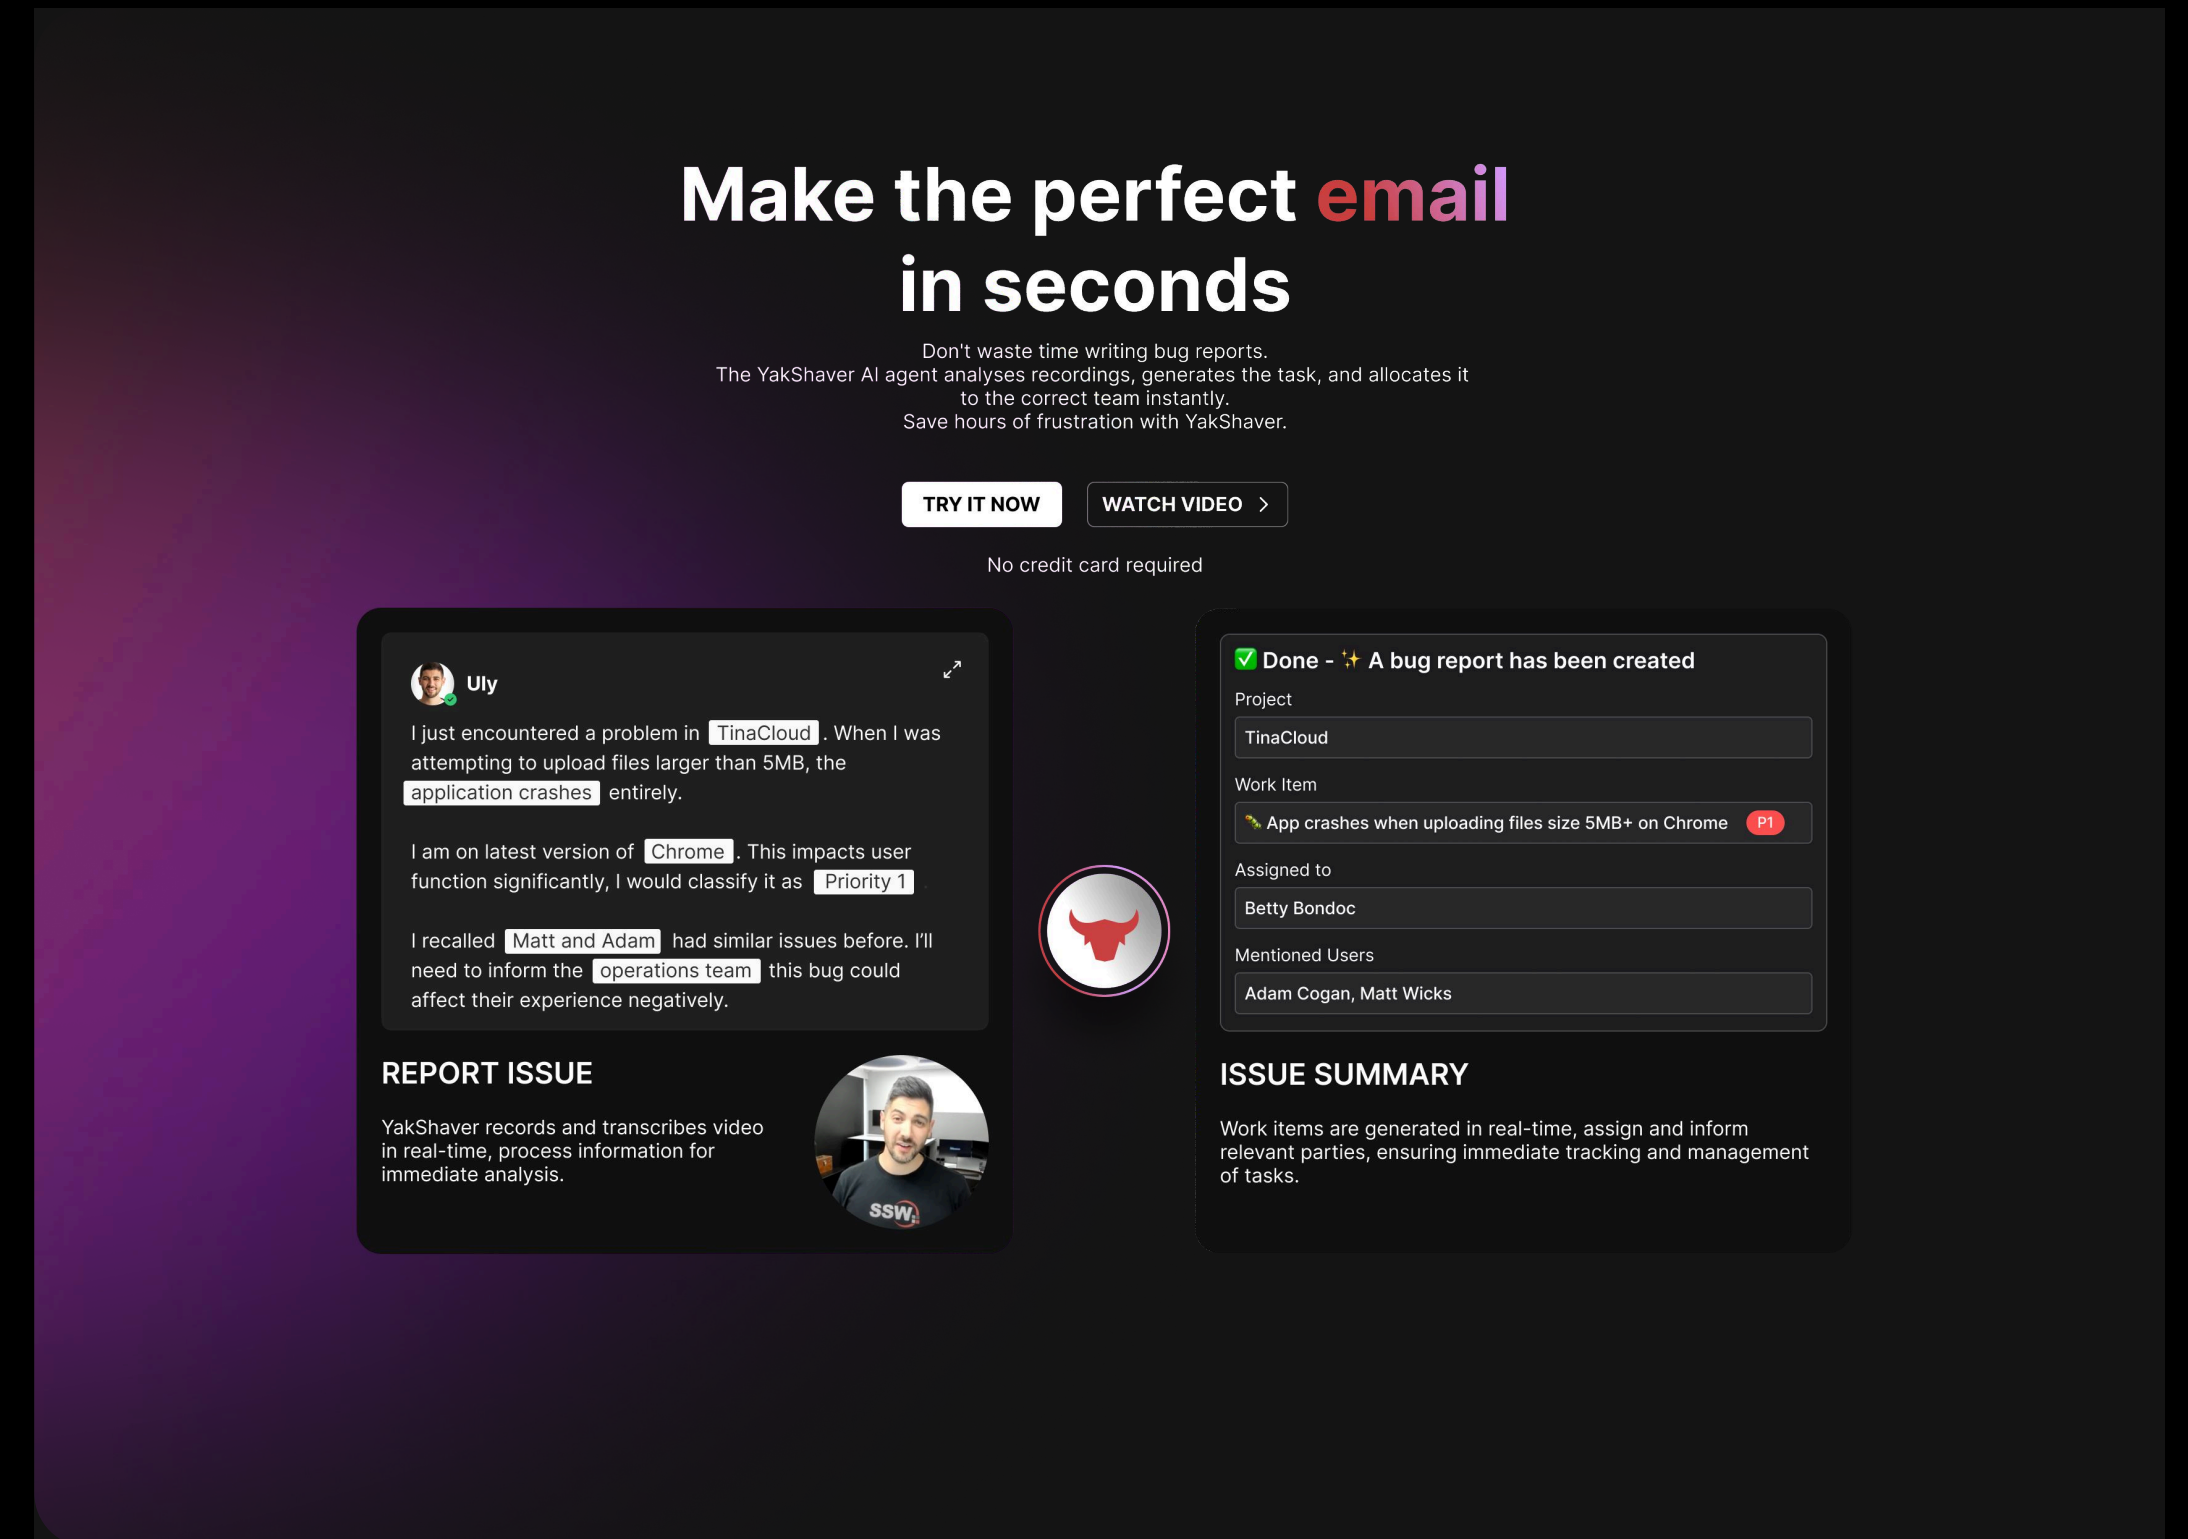 Make the perfect email
in seconds
Don't waste time writing bug reports.
The YakShaver AI agent analyses recordings, generates the task, and allocates it
to the correct team instantly.
Save hours of frustration with YakShaver.
TRY IT NOW
WATCH VIDEO
No credit card required
Uly
I just encountered a problem in TinaCloud . When I was
attempting to upload files larger than 5MB, the
application crashes entirely.
I am on latest version of Chrome . This impacts user
function significantly, I would classify it as Priority 1
I recalled Matt and Adam had similar issues before. I’ll
need to inform the operations team this bug could
affect their experience negatively.
REPORT ISSUE
YakShaver records and transcribes video
in real-time, process information for
immediate analysis.
SSW
✅ Done - ✨ A bug report has been created
Project
TinaCloud
Work Item
🐛 App crashes when uploading files size 5MB+ on Chrome P1
Assigned to
Betty Bondoc
Mentioned Users
Adam Cogan, Matt Wicks
ISSUE SUMMARY
Work items are generated in real-time, assign and inform
relevant parties, ensuring immediate tracking and management
of tasks.